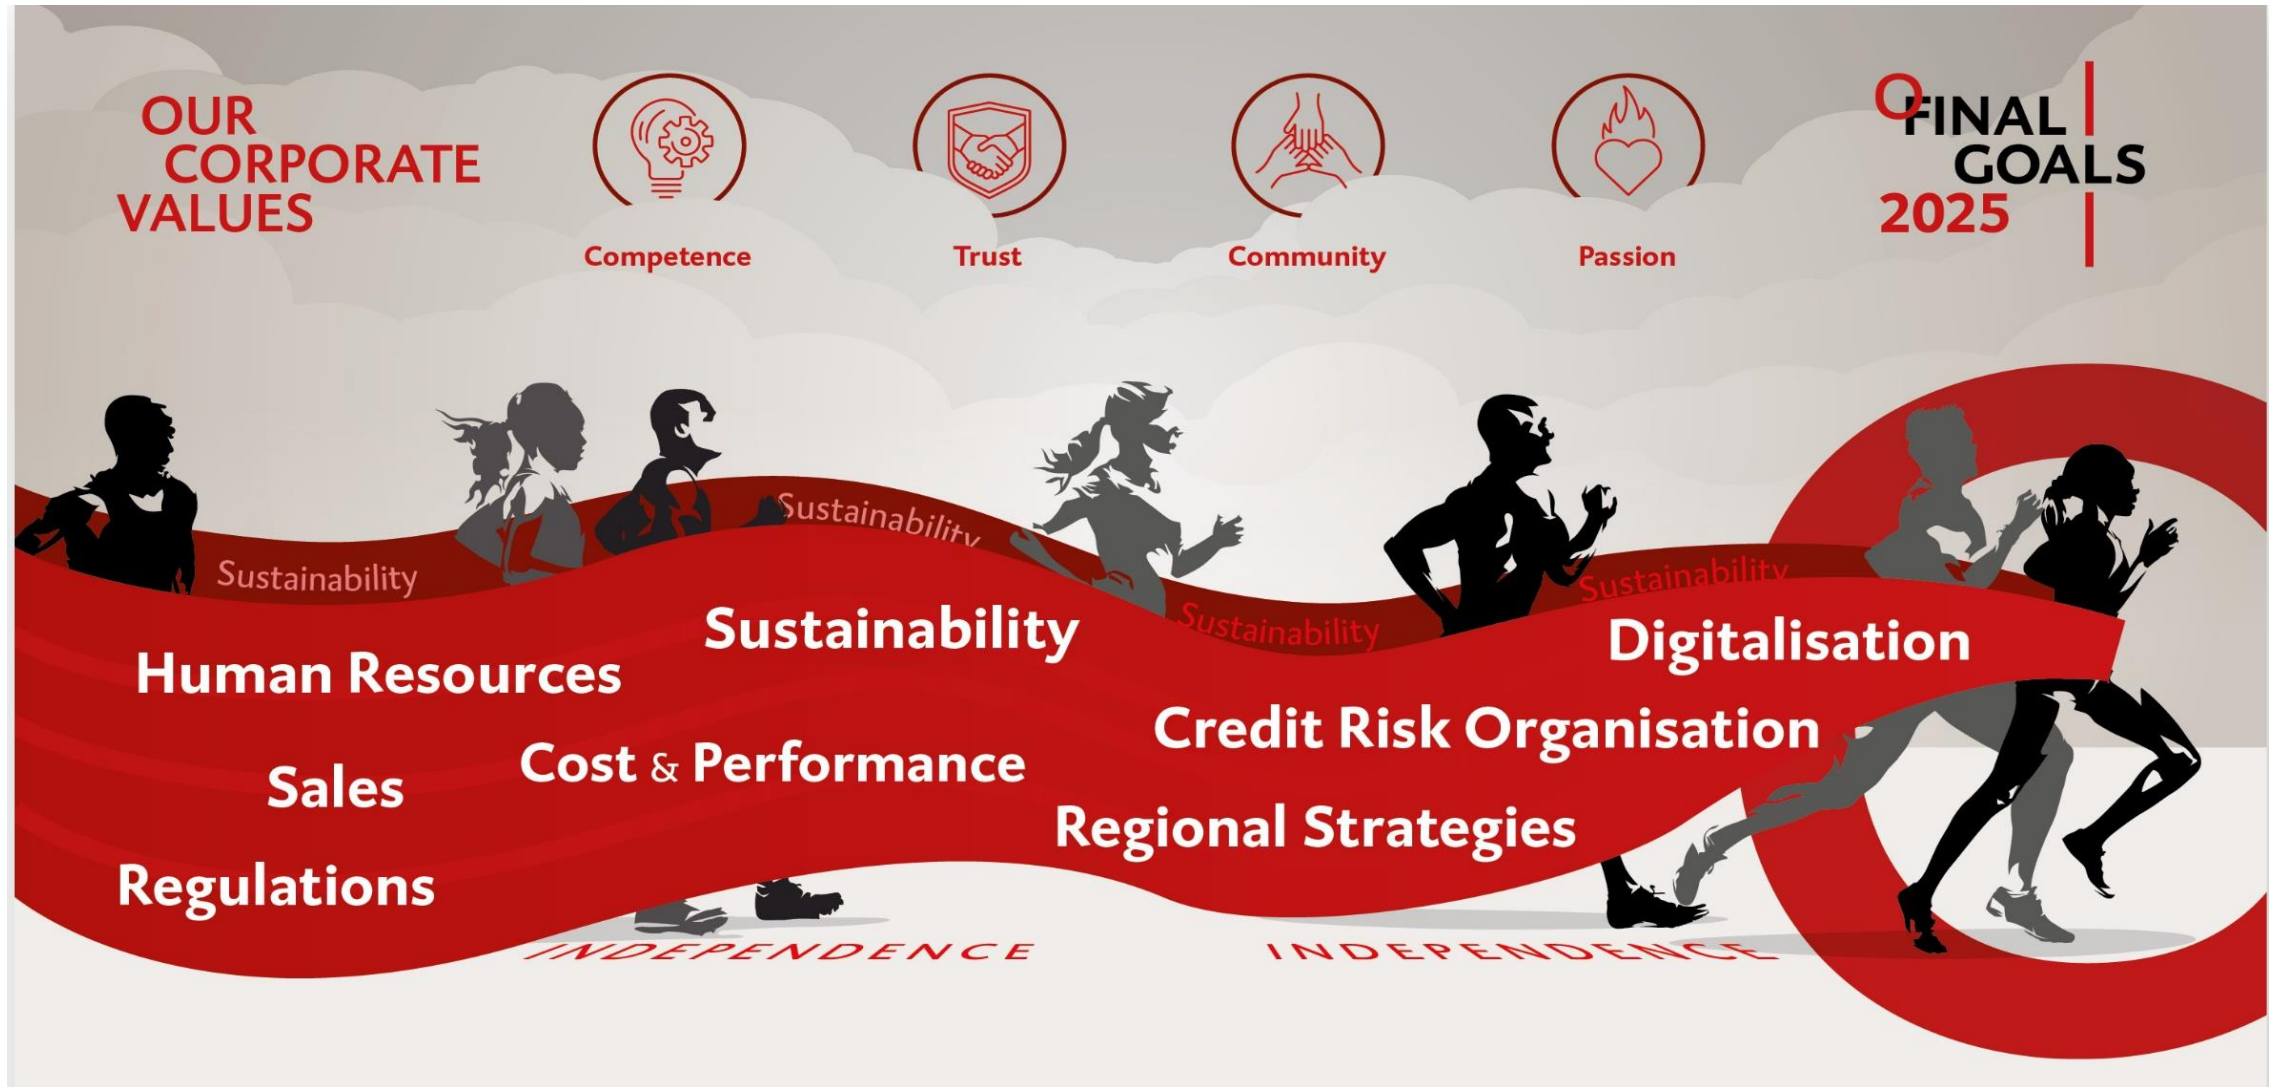 OUR
CORPORATE
VALUES
Competence
Trust
Community
Passion
O
FINAL
GOALS
2025
Sustainability
Sustainability
Sustainability
Sustainability
Human Resources
Sustainability
Digitalisation
Sales
Cost & Performance
Credit Risk Organisation
Regulations
Regional Strategies
INDEPENDENCE
INDEPENDENCE